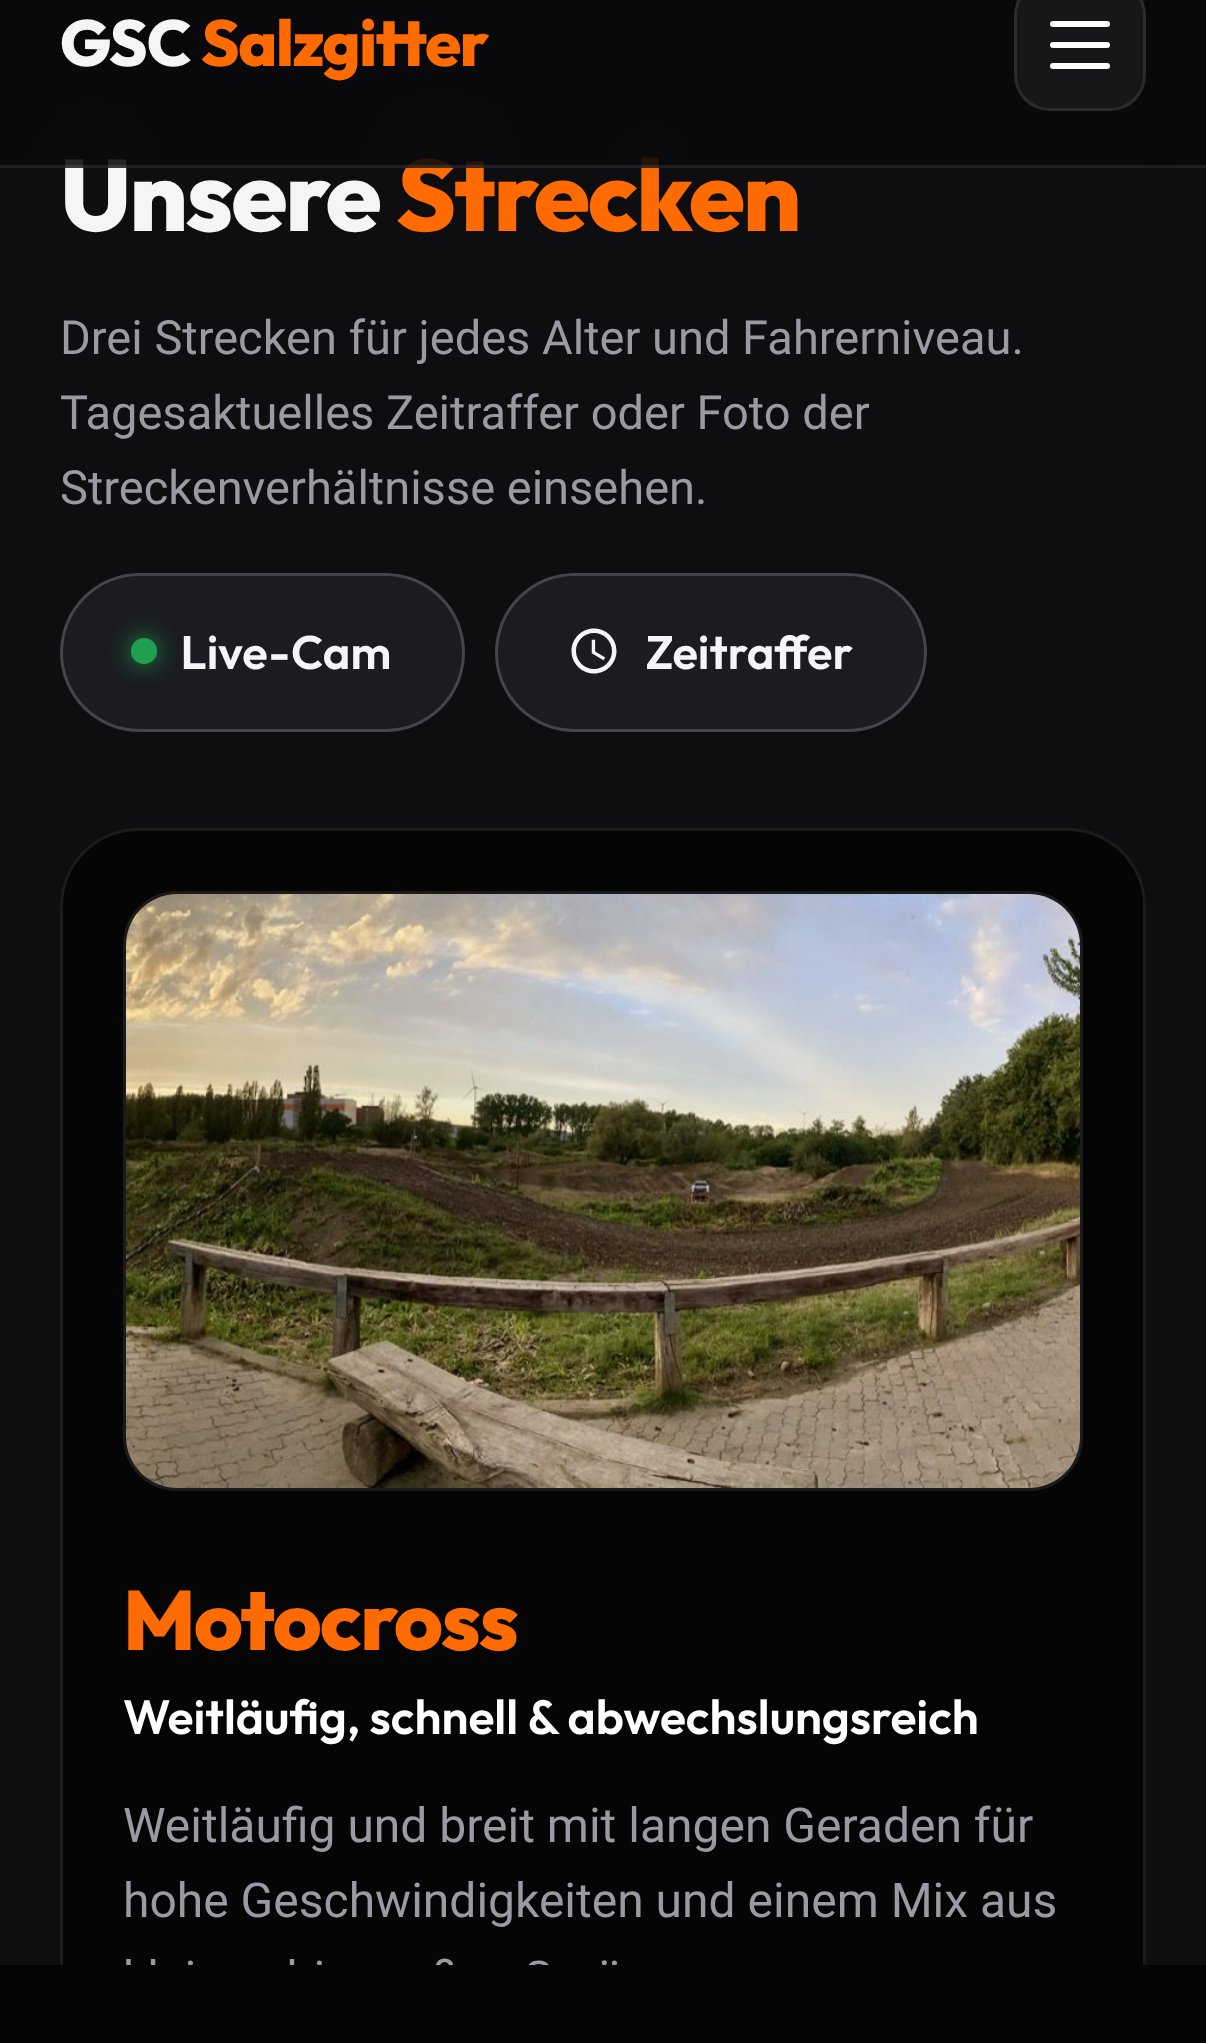 GSC Salzgitter
Unsere Strecken
Drei Strecken für jedes Alter und Fahrerniveau.
Tagesaktuelles Zeitraffer oder Foto der
Streckenverhältnisse einsehen.
Live-Cam
Zeitraffer
Motocross
Weitläufig, schnell & abwechslungsreich
Weitläufig und breit mit langen Geraden für
hohe Geschwindigkeiten und einem Mix aus